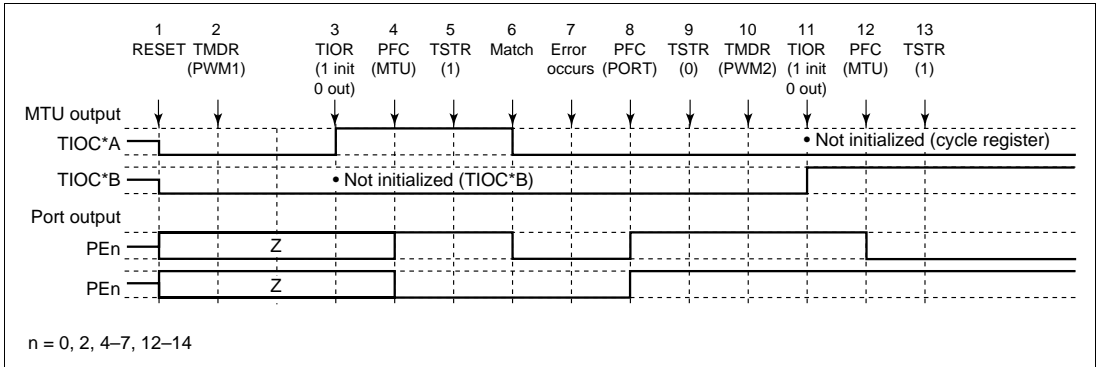 1 2 3 4 5 6 7 8 9 10 11 12 13
RESET TMDR TIOR PFC TSTR Match Error PFC TSTR TMDR TIOR PFC TSTR
(PWM1) (1 init (MTU) (1) occurs (PORT) (0) (PWM2) (1 init (MTU) (1)
0 out) 0 out)
MTU output
TIOC*A • Not initialized (cycle register)
TIOC*B • Not initialized (TIOC*B)
Port output
PEn Z
PEn Z
n = 0, 2, 4–7, 12–14